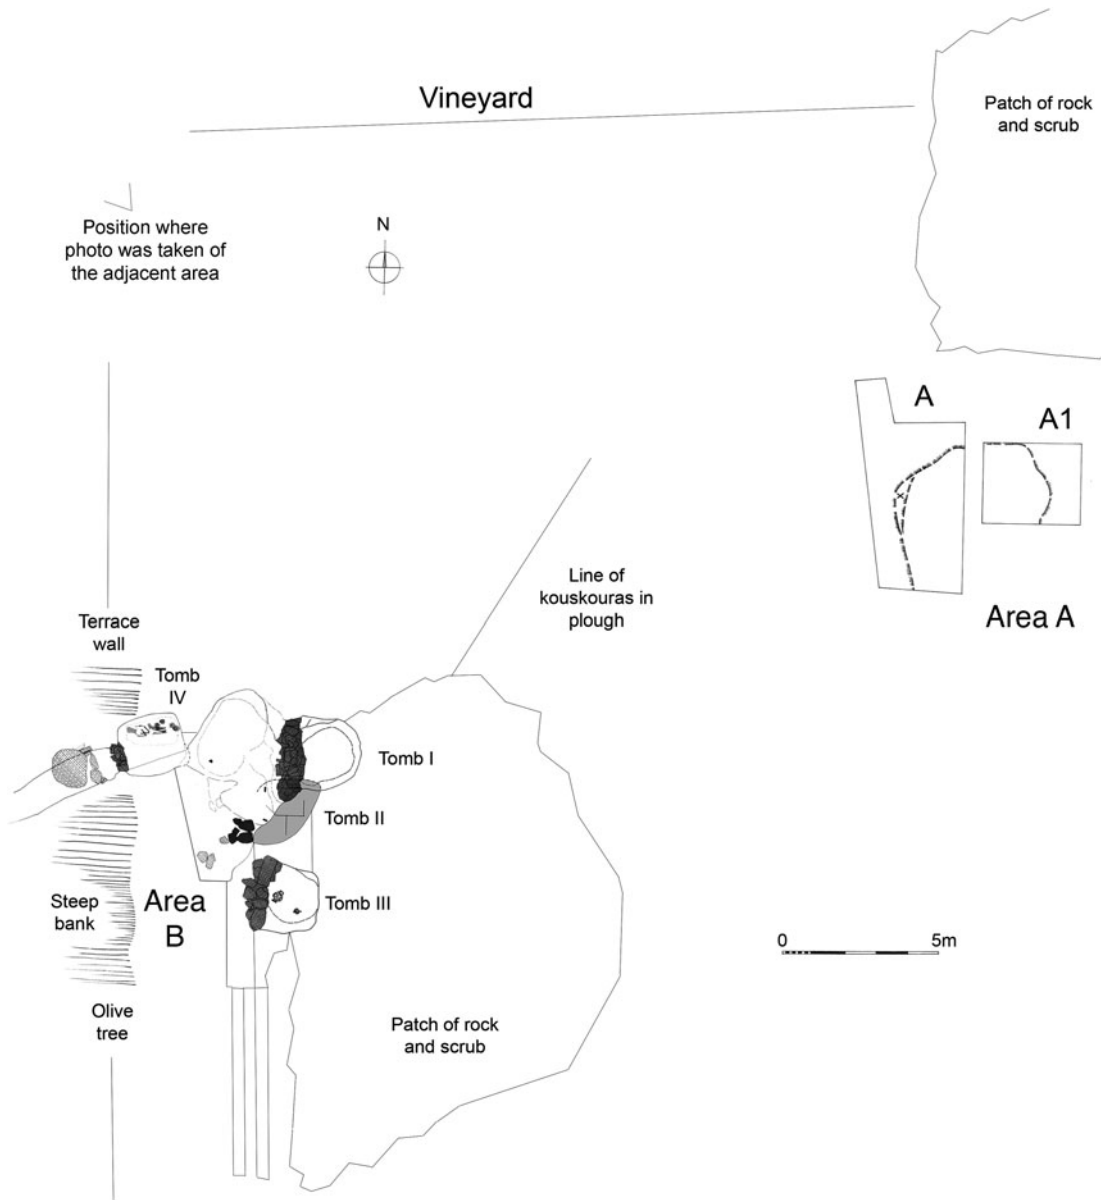 Vineyard
Patch of rock
and scrub
Position where
photo was taken of
the adjacent area
N
A
A1
Line of
kouskouras in
plough
Area A
Terrace
wall
Tomb
IV
Tomb I
Tomb II
Tomb III
Steep
bank
Area
B
0 5m
Olive
tree
Patch of rock
and scrub